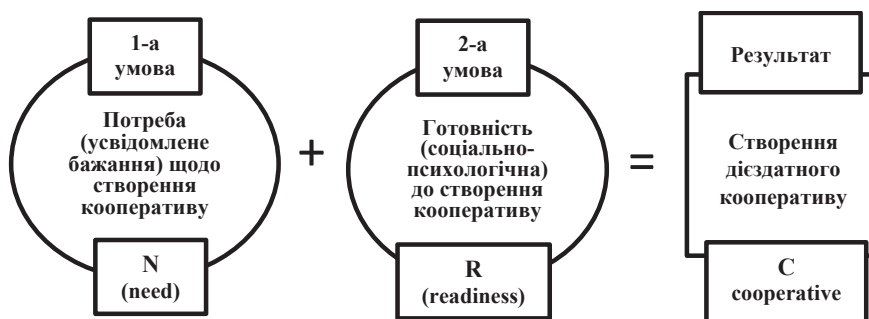 1-а
умова
Потреба
(усвідомлене
бажання) щодо
створення
кооперативу
N
(need)
+
2-а
умова
Готовність
(соціально-
психологічна)
до створення
кооперативу
R
(readiness)
=
Результат
Створення
дієздатного
кооперативу
C
cooperative